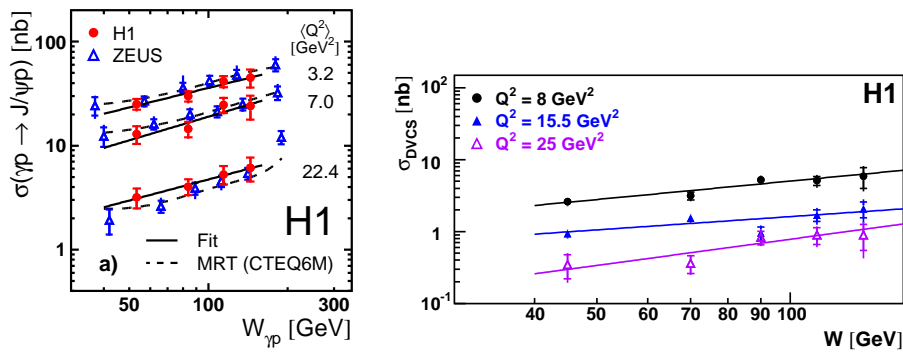 σ(γp → J/ψp) [nb]
100
10
1
H1
ZEUS
⟨Q²⟩
[GeV²]
3.2
7.0
22.4
H1
Fit
a)
MRT (CTEQ6M)
50
100
300
W_γp [GeV]
σ_DVCS [nb]
10²
10
1
10⁻¹
H1
Q² = 8 GeV²
Q² = 15.5 GeV²
Q² = 25 GeV²
40 50 60 70 80 90 100
W [GeV]